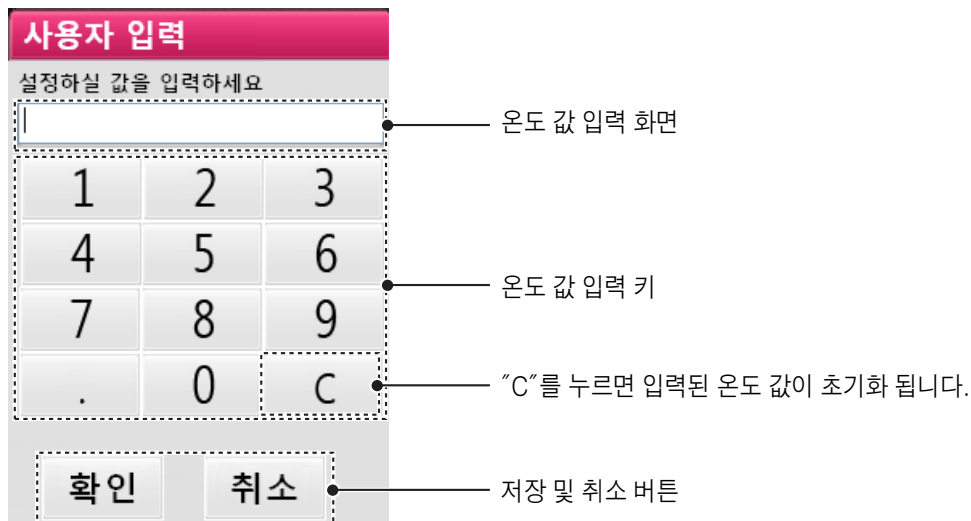 사용자 입력
설정하실 값을 입력하세요
온도 값 입력 화면
1 2 3
4 5 6
온도 값 입력 키
7 8 9
. 0 C
"C"를 누르면 입력된 온도 값이 초기화 됩니다.
확인 취소
저장 및 취소 버튼